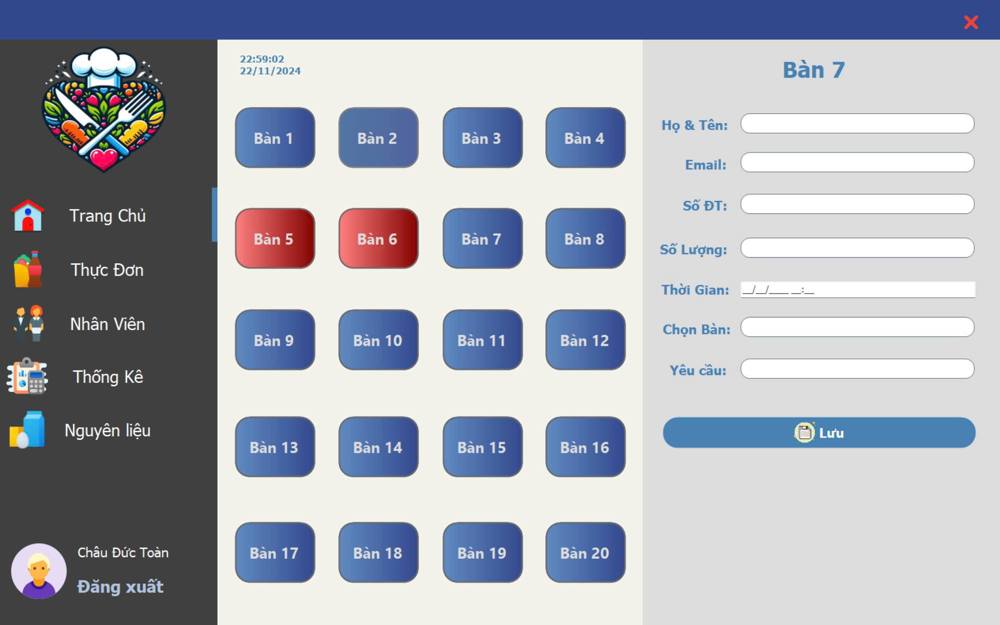 Trang Chủ
Thực Đơn
Nhân Viên
Thống Kê
Nguyên liệu
Châu Đức Toàn
Đăng xuất
22:59:02
22/11/2024
Bàn 1
Bàn 2
Bàn 3
Bàn 4
Bàn 5
Bàn 6
Bàn 7
Bàn 8
Bàn 9
Bàn 10
Bàn 11
Bàn 12
Bàn 13
Bàn 14
Bàn 15
Bàn 16
Bàn 17
Bàn 18
Bàn 19
Bàn 20
Bàn 7
Họ & Tên:
Email:
Số ĐT:
Số Lượng:
Thời Gian: __/__/____ __:__
Chọn Bàn:
Yêu cầu:
Lưu